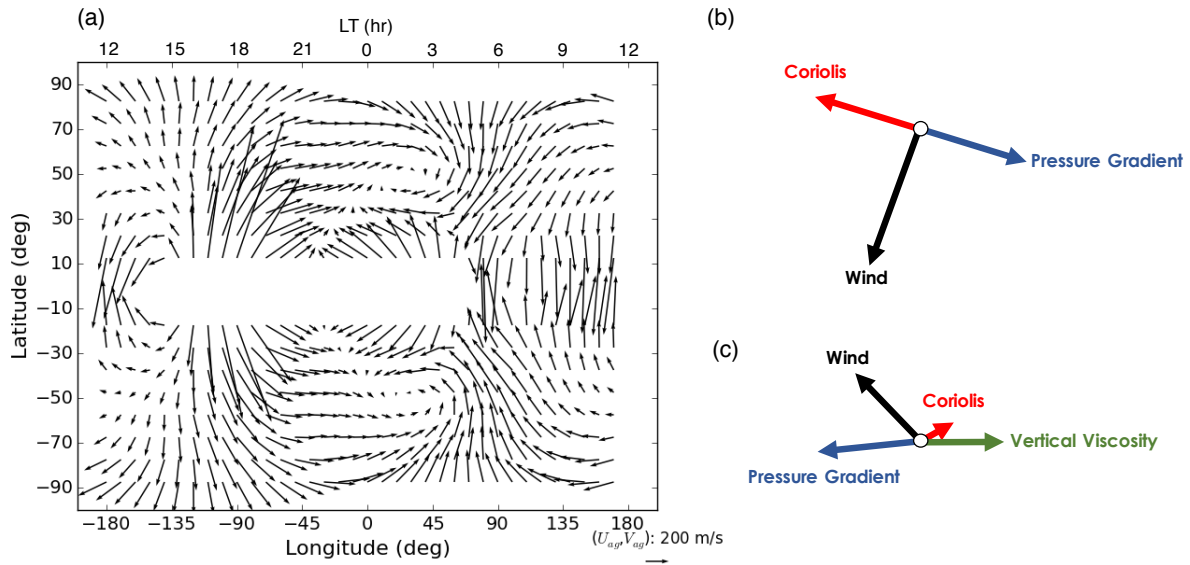 (a)
LT (hr)
12 15 18 21 0 3 6 9 12
90
70
50
30
10
−10
−30
−50
−70
−90
Latitude (deg)
−180 −135 −90 −45 0 45 90 135 180
Longitude (deg)
(U_ag,V_ag): 200 m/s
(b)
Coriolis
Pressure Gradient
Wind
(c)
Wind
Coriolis
Vertical Viscosity
Pressure Gradient